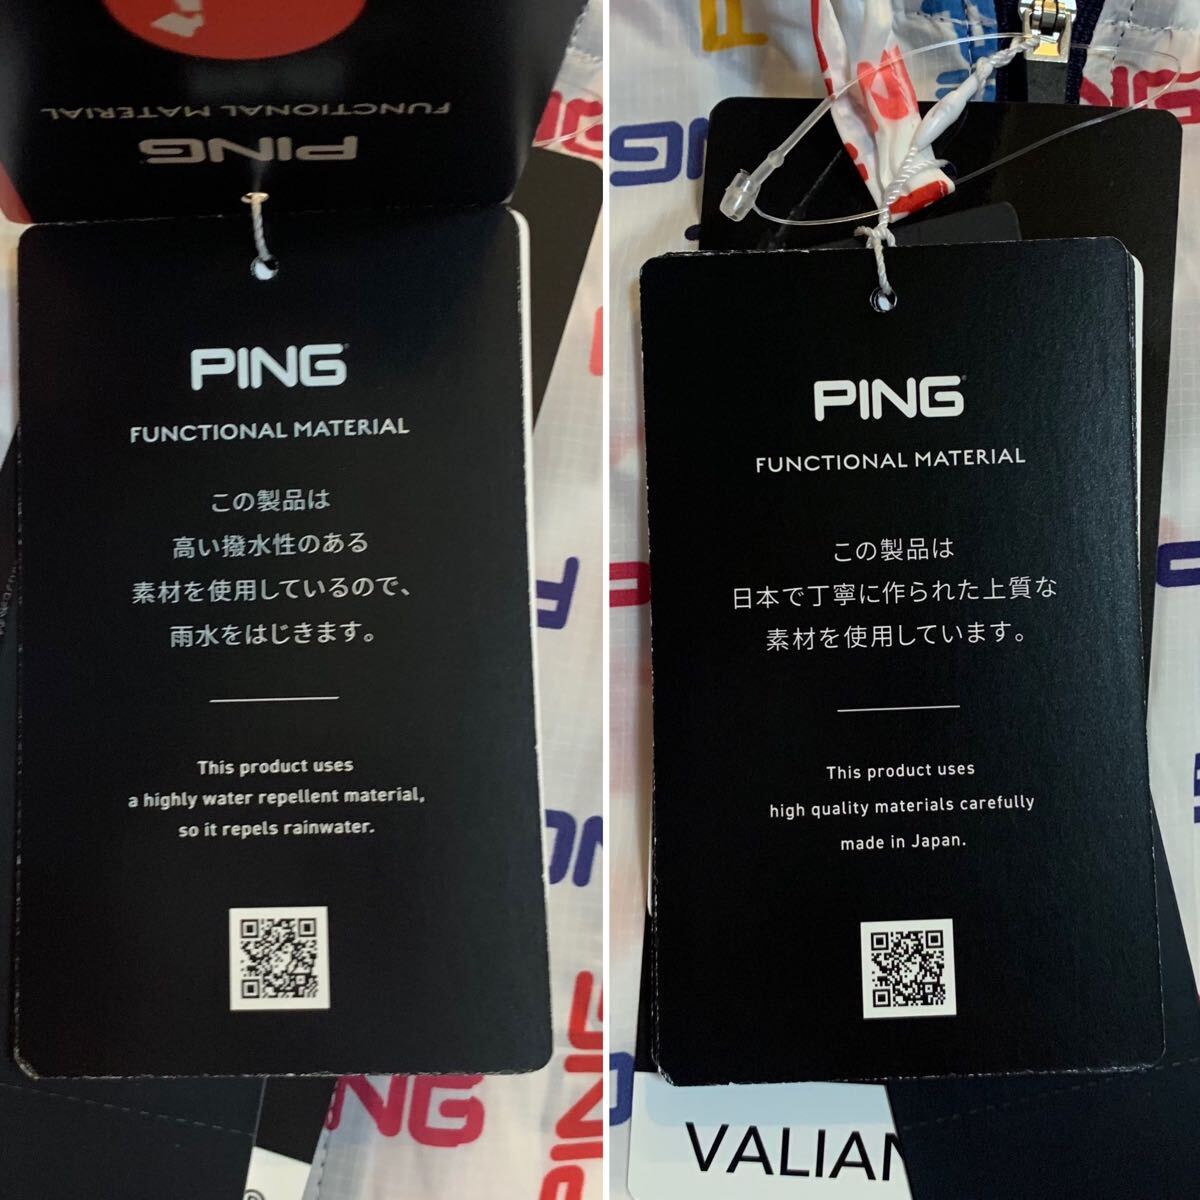 FUNCTIONAL MATERIAL
PING
PING
FUNCTIONAL MATERIAL
この製品は
高い撥水性のある
素材を使用しているので、
雨水をはじきます。
This product uses
a highly water repellent material,
so it repels rainwater.
NG
PING
FUNCTIONAL MATERIAL
この製品は
日本で丁寧に作られた上質な
素材を使用しています。
This product uses
high quality materials carefully
made in Japan.
VALIAN